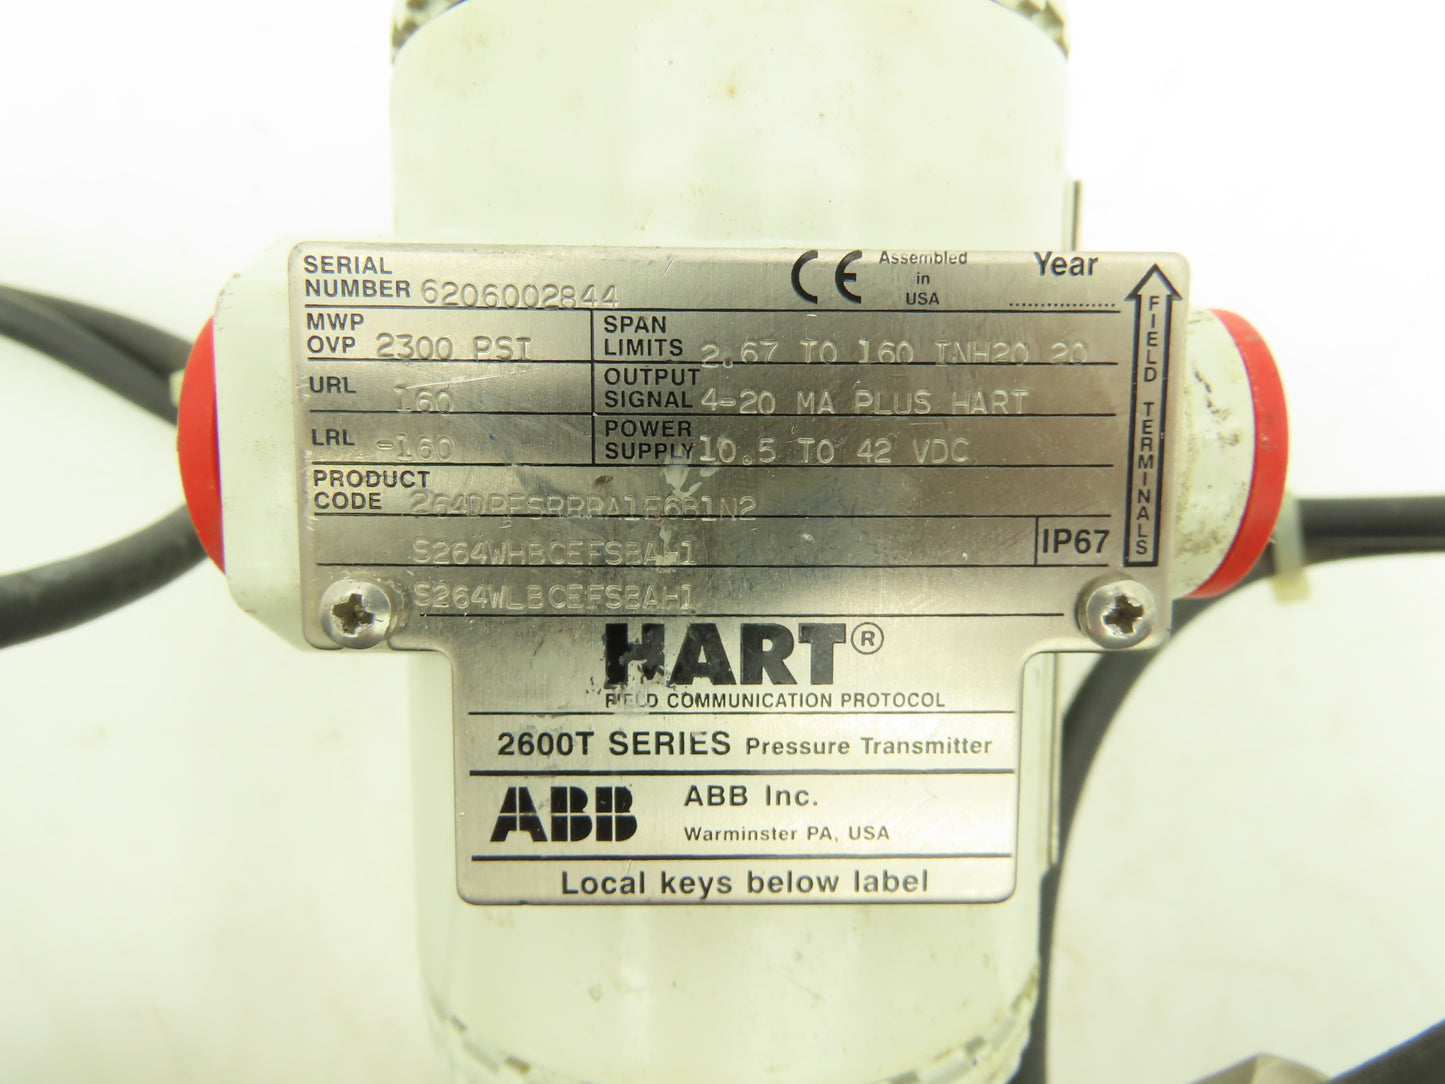 SERIAL NUMBER 6206002844
CE
Assembled in USA
Year
MWP OVP 2300 PSI
SPAN LIMITS 2.67 TO 160 INH2O 20
URL 160
OUTPUT SIGNAL 4-20 MA PLUS HART
LRL -160
POWER SUPPLY 10.5 TO 42 VDC
PRODUCT CODE
IP67
S264WLBCEFSBAH1
FIELD TERMINALS
HART®
FIELD COMMUNICATION PROTOCOL
2600T SERIES Pressure Transmitter
ABB
ABB Inc.
Warminster PA, USA
Local keys below label